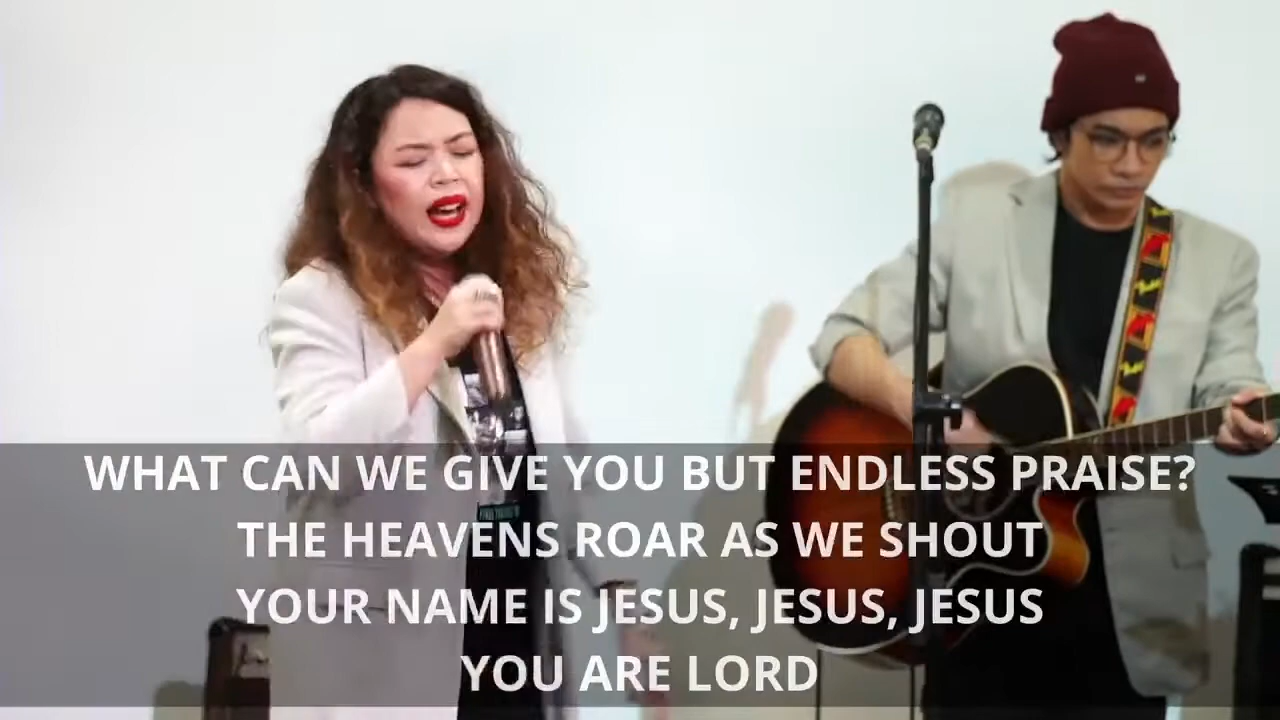 WHAT CAN WE GIVE YOU BUT ENDLESS PRAISE?
THE HEAVENS ROAR AS WE SHOUT
YOUR NAME IS JESUS, JESUS, JESUS
YOU ARE LORD